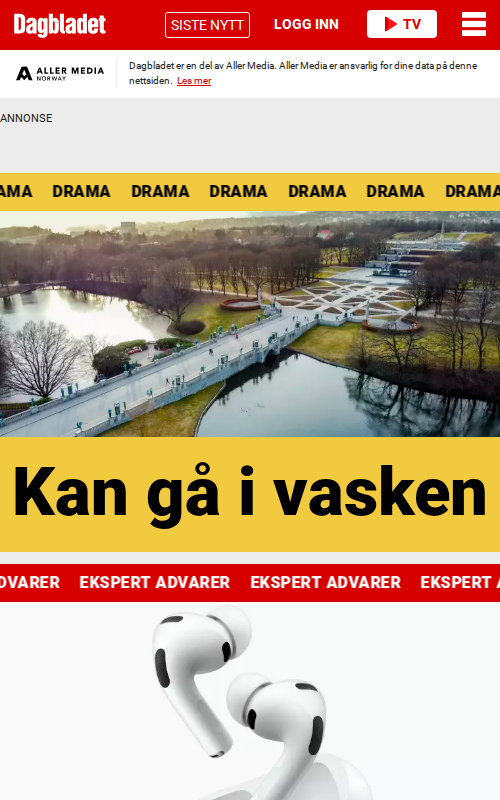 Dagbladet
SISTE NYTT
LOGG INN
TV
ALLER MEDIA
NORWAY
Dagbladet er en del av Aller Media. Aller Media er ansvarlig for dine data på denne
nettsiden. Les mer
ANNONSE
AMA DRAMA DRAMA DRAMA DRAMA DRAMA DRAMA
Kan gå i vasken
DVARER EKSPERT ADVARER EKSPERT ADVARER EKSPERT A